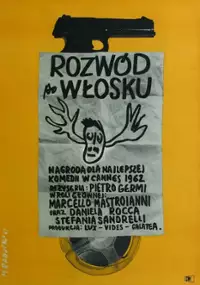 ROZWÓD
po WŁOSKU
NAGRODA DLA NAJLEPSZEJ
KOMEDII W CANNES 1962
REŻYSERIA: PIETRO GERMI
W ROLI GŁÓWNEJ:
MARCELLO MASTROIANNI
ORAZ DANIELA ROCCA
STEFANIA SANDRELLI
PRODUKCJA: LUX – VIDES – GALATEA.